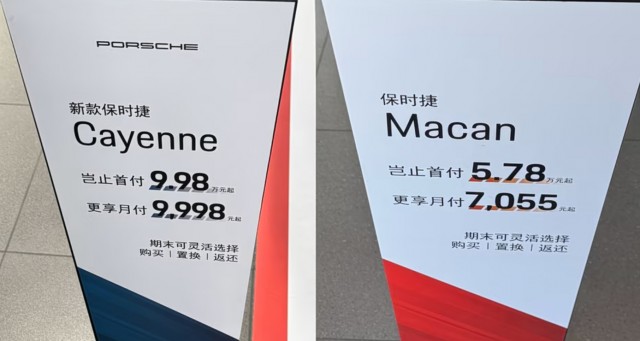 PORSCHE
新款保时捷
Cayenne
岂止首付 9.98 万元起
更享月付 9,998 元起
期末可灵活选择
购买 | 置换 | 返还
保时捷
Macan
岂止首付 5.78 万元起
更享月付 7,055 元起
期末可灵活选择
购买 | 置换 | 返还